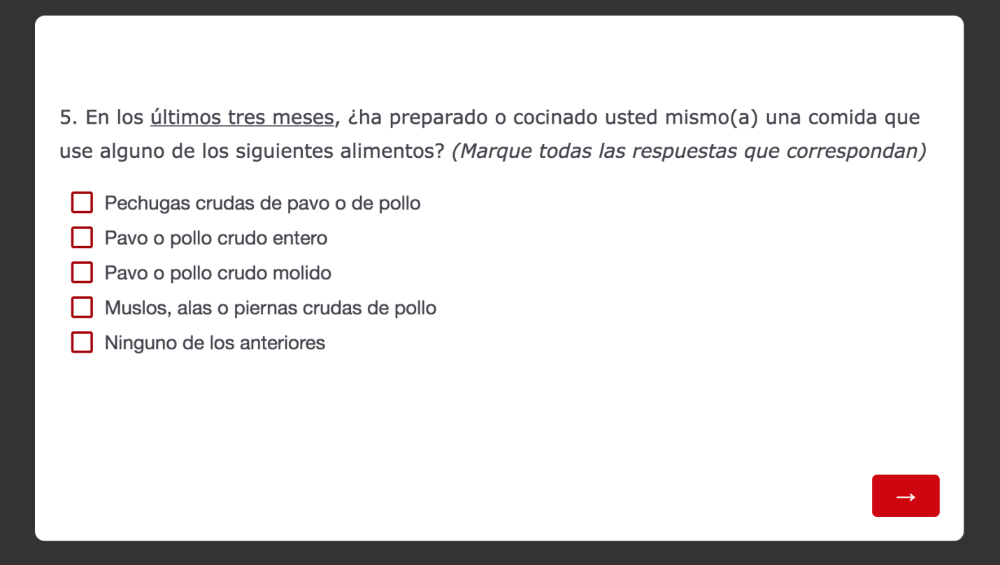 5. En los últimos tres meses, ¿ha preparado o cocinado usted mismo(a) una comida que
use alguno de los siguientes alimentos? (Marque todas las respuestas que correspondan)
Pechugas crudas de pavo o de pollo
Pavo o pollo crudo entero
Pavo o pollo crudo molido
Muslos, alas o piernas crudas de pollo
Ninguno de los anteriores
→